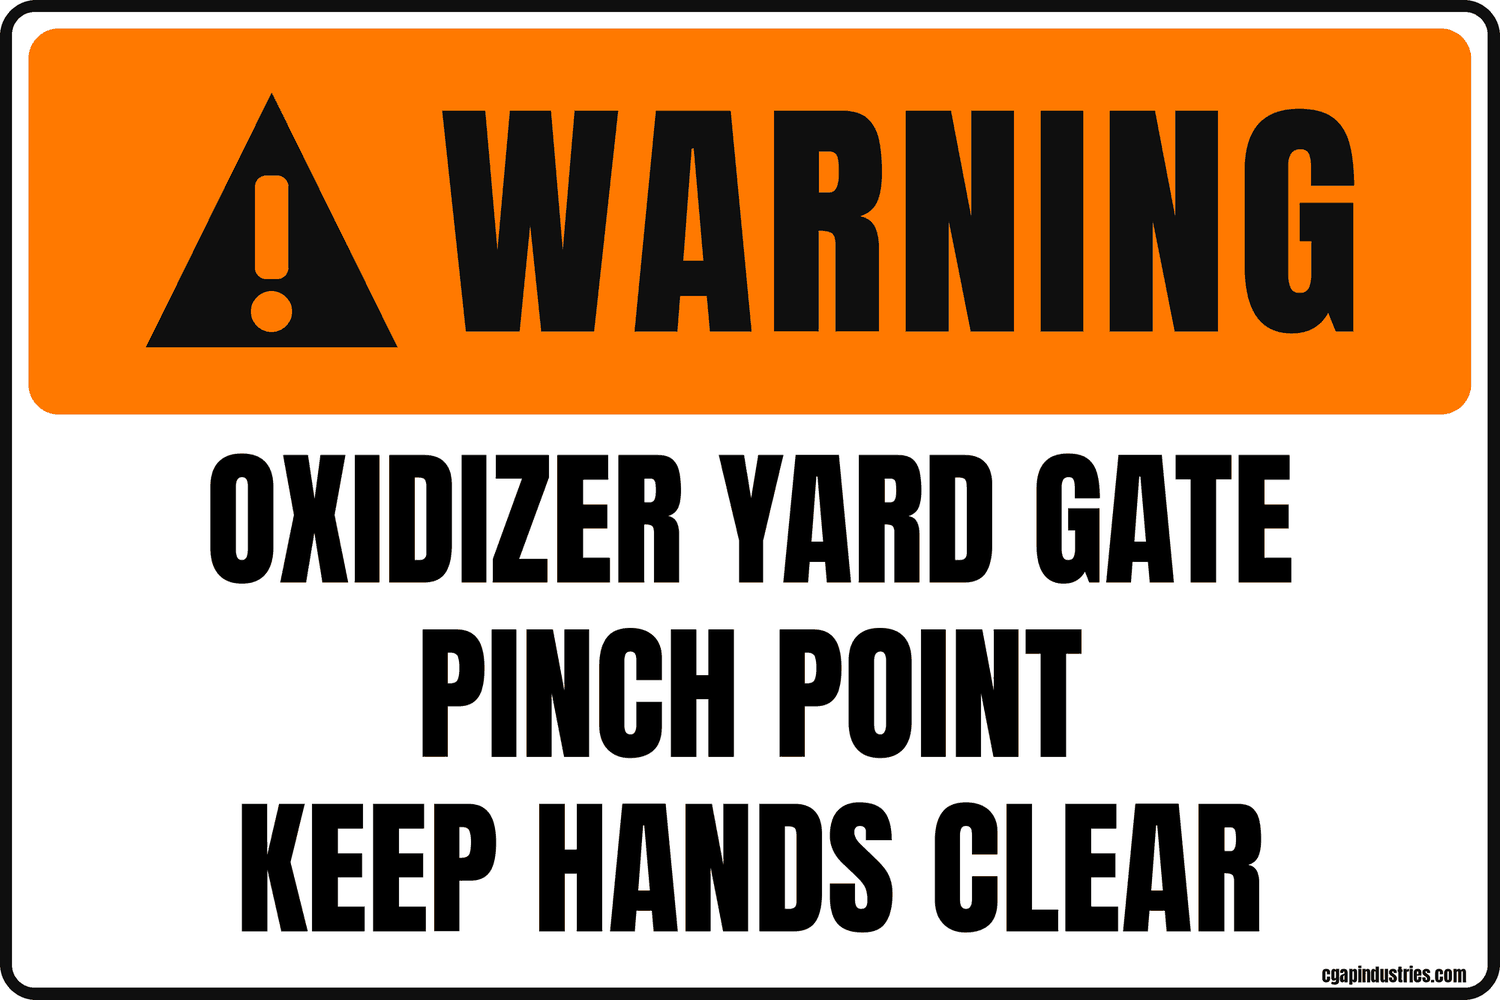 WARNING
OXIDIZER YARD GATE
PINCH POINT
KEEP HANDS CLEAR
cgapindustries.com